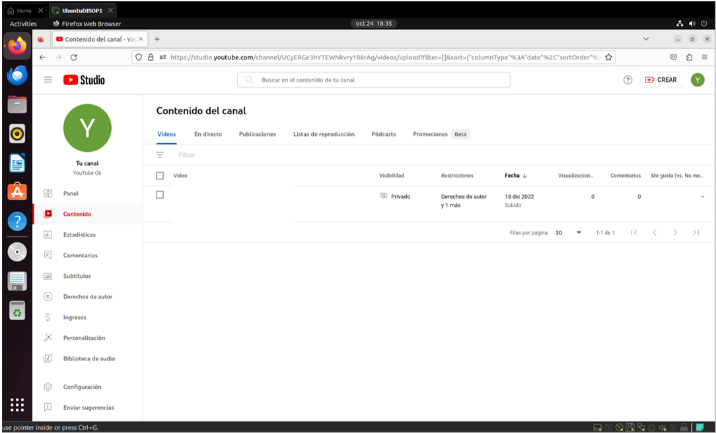 Home
UbuntuDISOP1
Activities
Firefox Web Browser
oct 24 18:35
Contenido del canal - You
https://studio.youtube.com/channel/UCyERGe3hYTEWNkvry188rAg/videos/upload?filter=[]&sort={"columnType"%3A"date"%2C"sortOrder"%
Studio
Buscar en el contenido de tu canal
CREAR
Y
Y
Tu canal
YouTube Gk
Panel
Contenido
Estadísticas
Comentarios
Subtítulos
Derechos de autor
Ingresos
Personalización
Biblioteca de audio
Configuración
Enviar sugerencias
Contenido del canal
Vídeos En directo Publicaciones Listas de reproducción Pódcasts Promociones Beta
Filtrar
Vídeo Visibilidad Restricciones Fecha Visualizacion... Comentarios Me gusta (vs. No me...
Privado Derechos de autor 18 dic 2022 0 0 –
y 1 más Subido
Filas por página: 30 1-1 de 1
use pointer inside or press Ctrl+G.